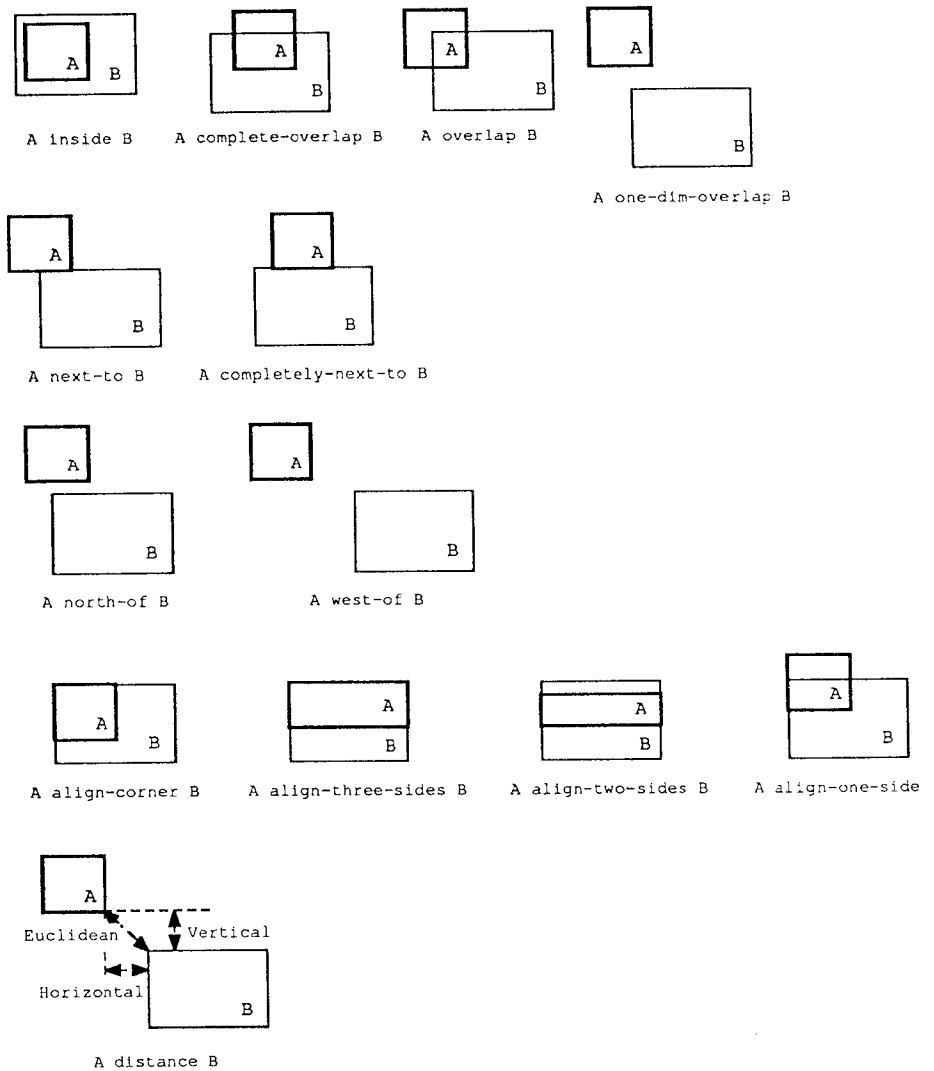 A B
A
B
A
B
A
B
A inside B
A complete-overlap B
A overlap B
A one-dim-overlap B
A
B
A
B
A next-to B
A completely-next-to B
A
B
A
B
A north-of B
A west-of B
A
B
A
B
A
B
A
B
A align-corner B
A align-three-sides B
A align-two-sides B
A align-one-side
A
Euclidean
Vertical
Horizontal
B
A distance B